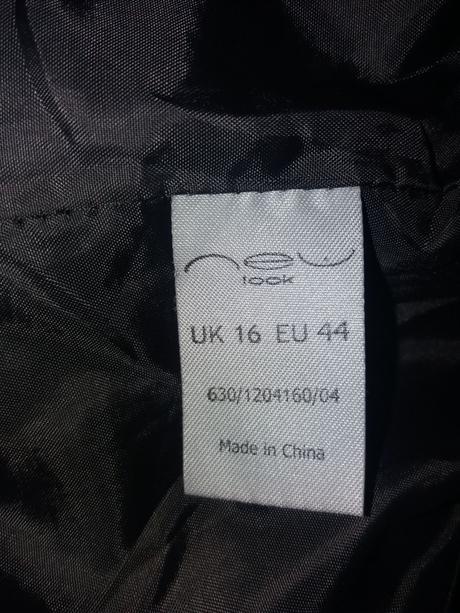 new
look
UK 16 EU 44
630/1204160/04
Made in China